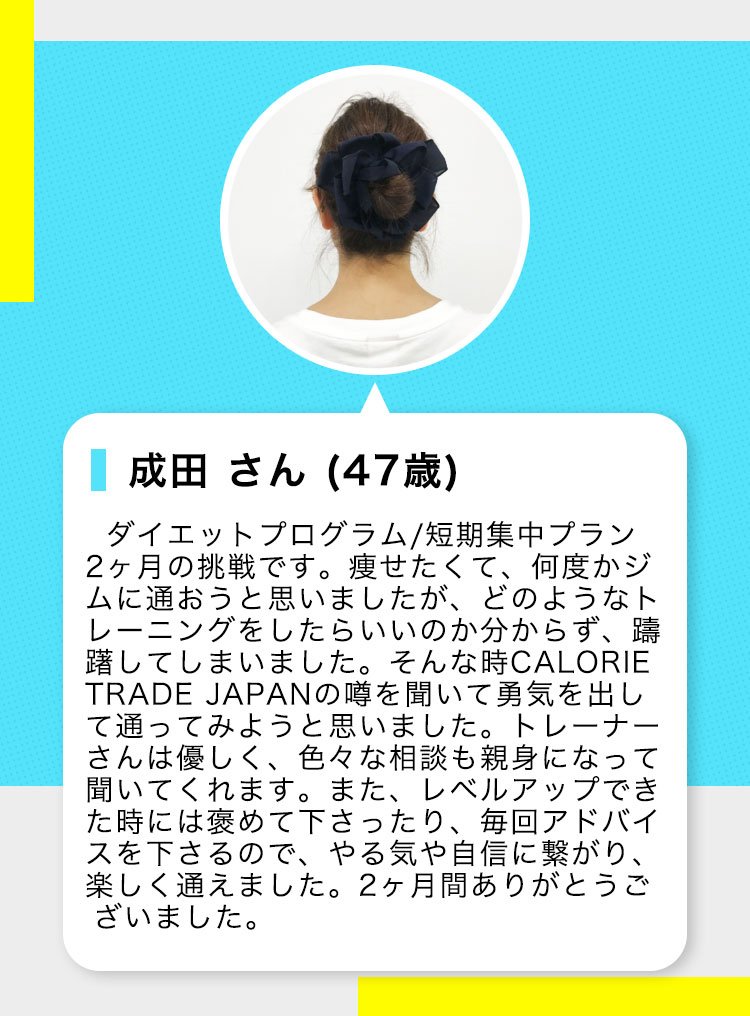 成田 さん (47歳)
ダイエットプログラム/短期集中プラン
2ヶ月の挑戦です。痩せたくて、何度かジ
ムに通おうと思いましたが、どのようなト
レーニングをしたらいいのか分からず、躊
躇してしまいました。そんな時CALORIE
TRADE JAPANの噂を聞いて勇気を出し
て通ってみようと思いました。トレーナー
さんは優しく、色々な相談も親身になって
聞いてくれます。また、レベルアップでき
た時には褒めて下さったり、毎回アドバイ
スを下さるので、やる気や自信に繋がり、
楽しく通えました。2ヶ月間ありがとうご
ざいました。